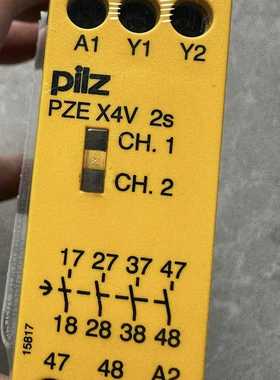 A1 Y1 Y2
pilz
PZE X4V 2s
CH. 1
CH. 2
17 27 37 47
18 28 38 48
15817
47 48 A2